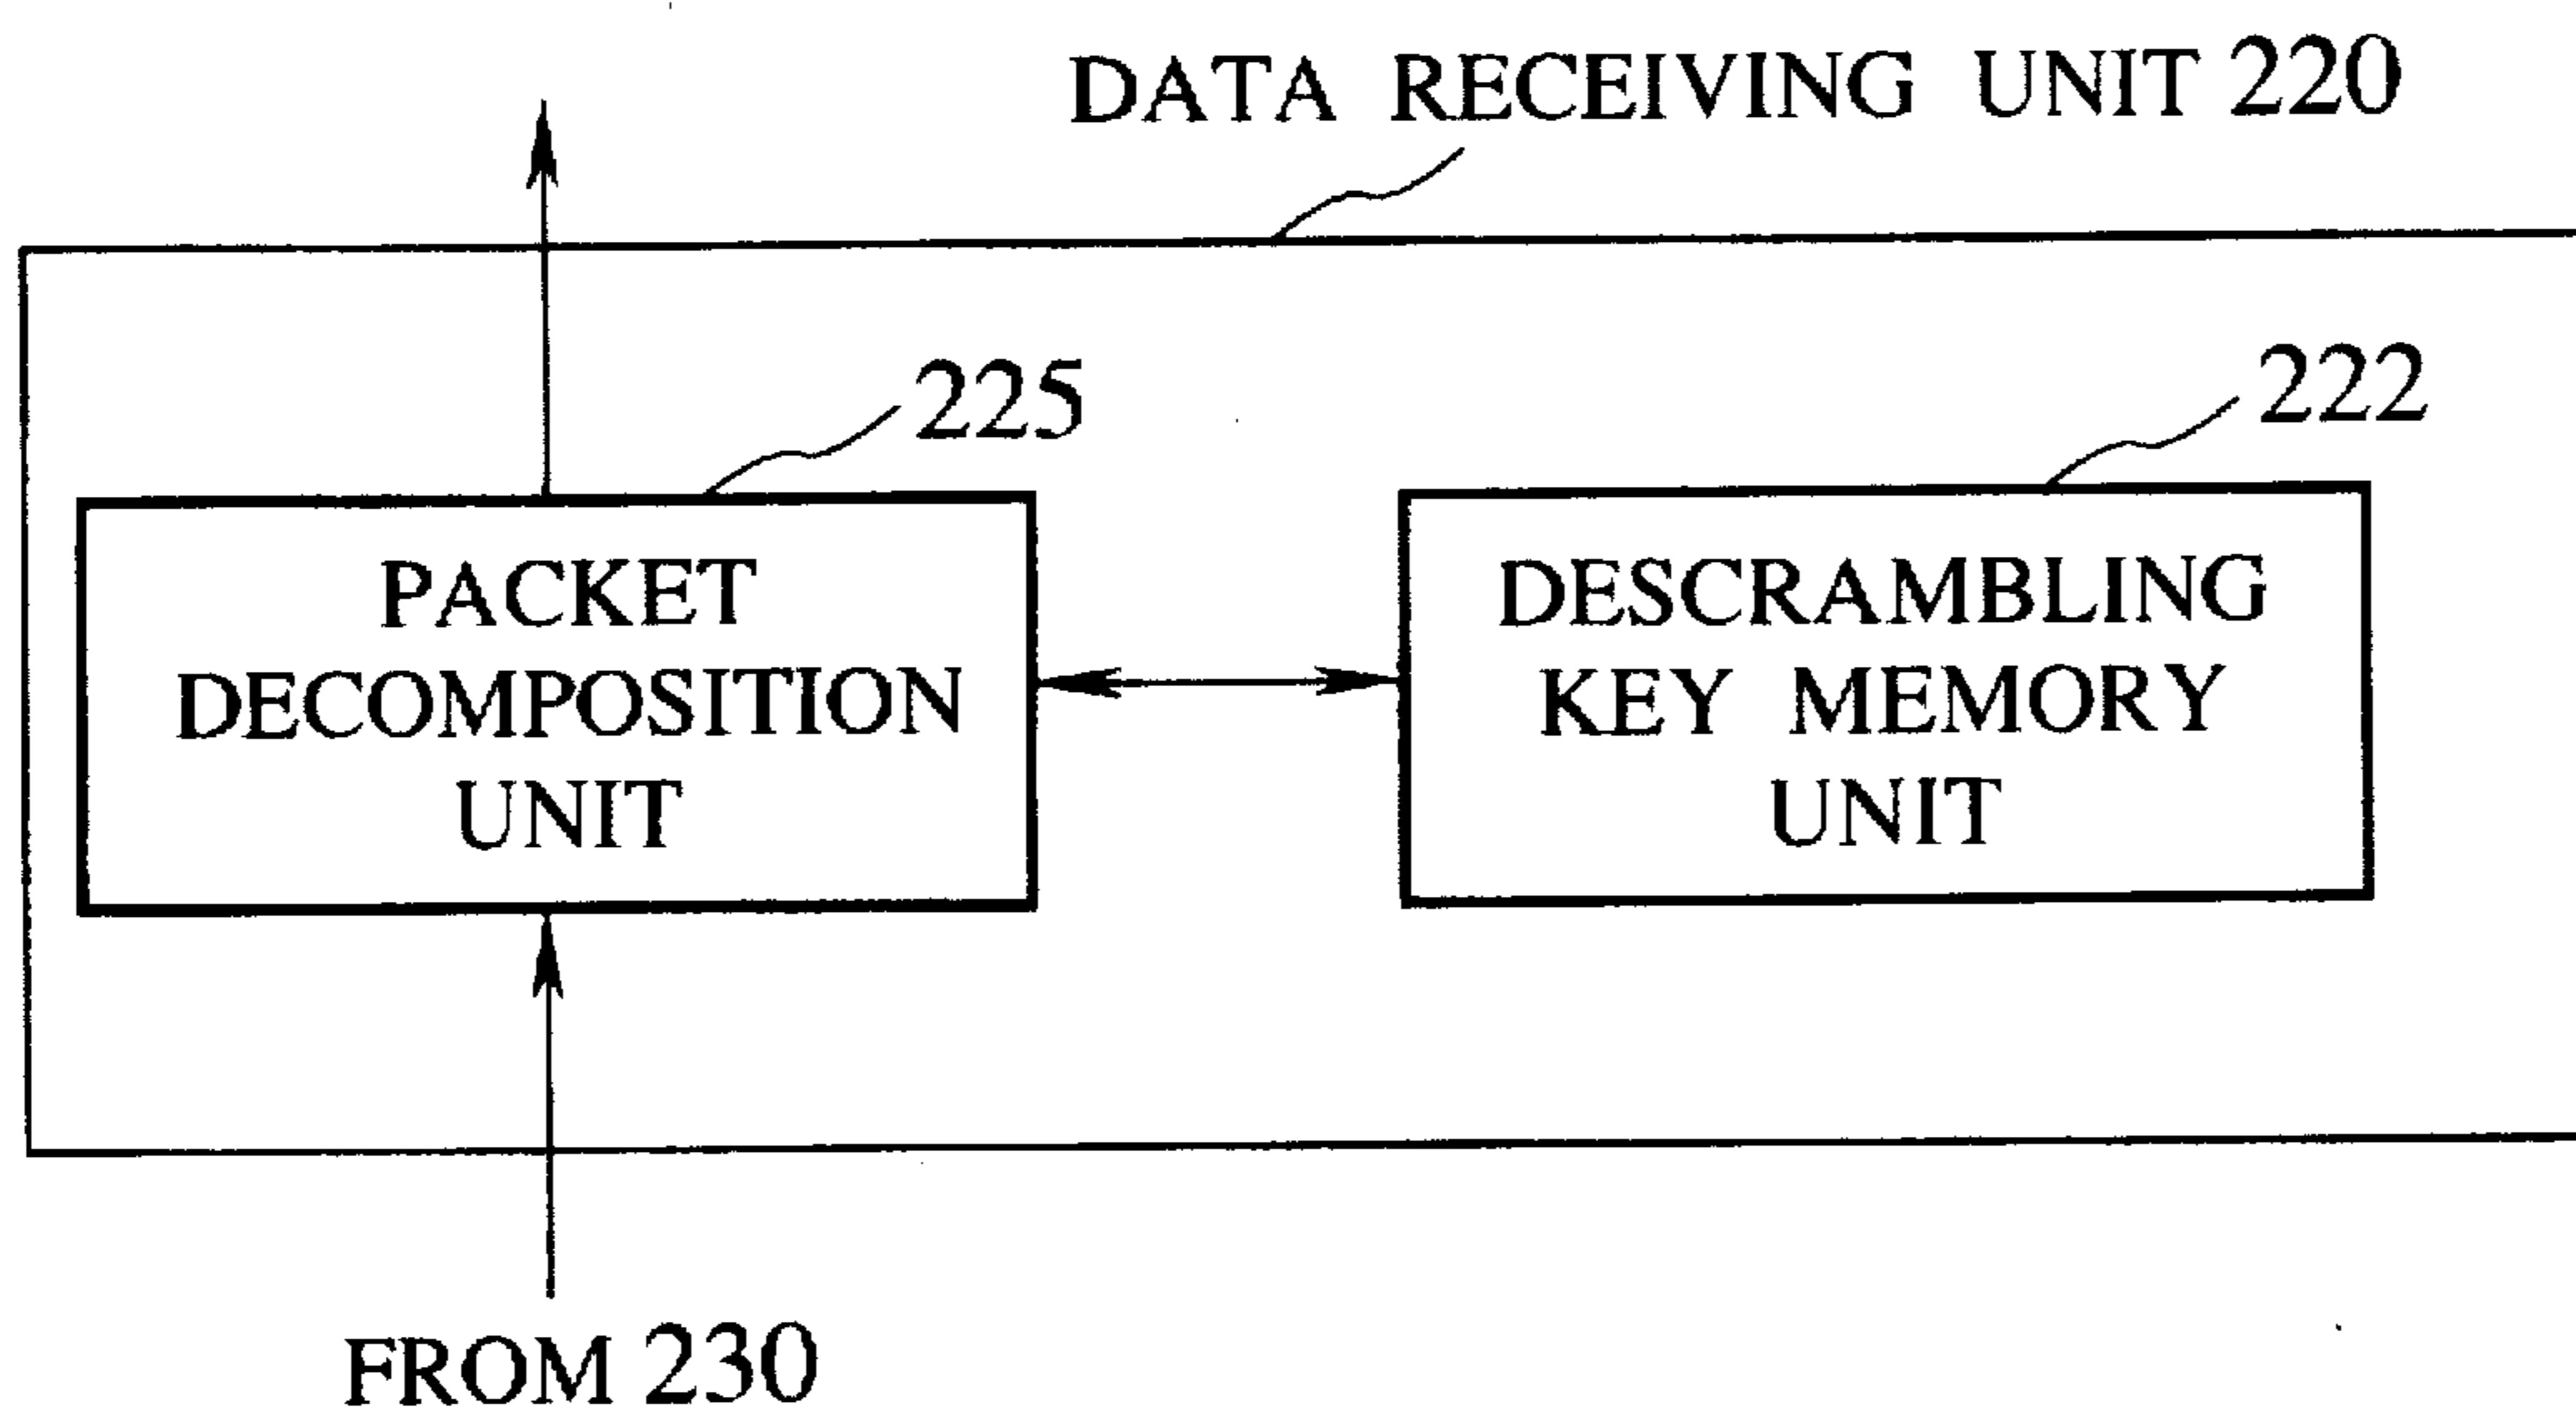 DATA RECEIVING UNIT 220
225
222
PACKET
DECOMPOSITION
UNIT
DESCRAMBLING
KEY MEMORY
UNIT
FROM 230